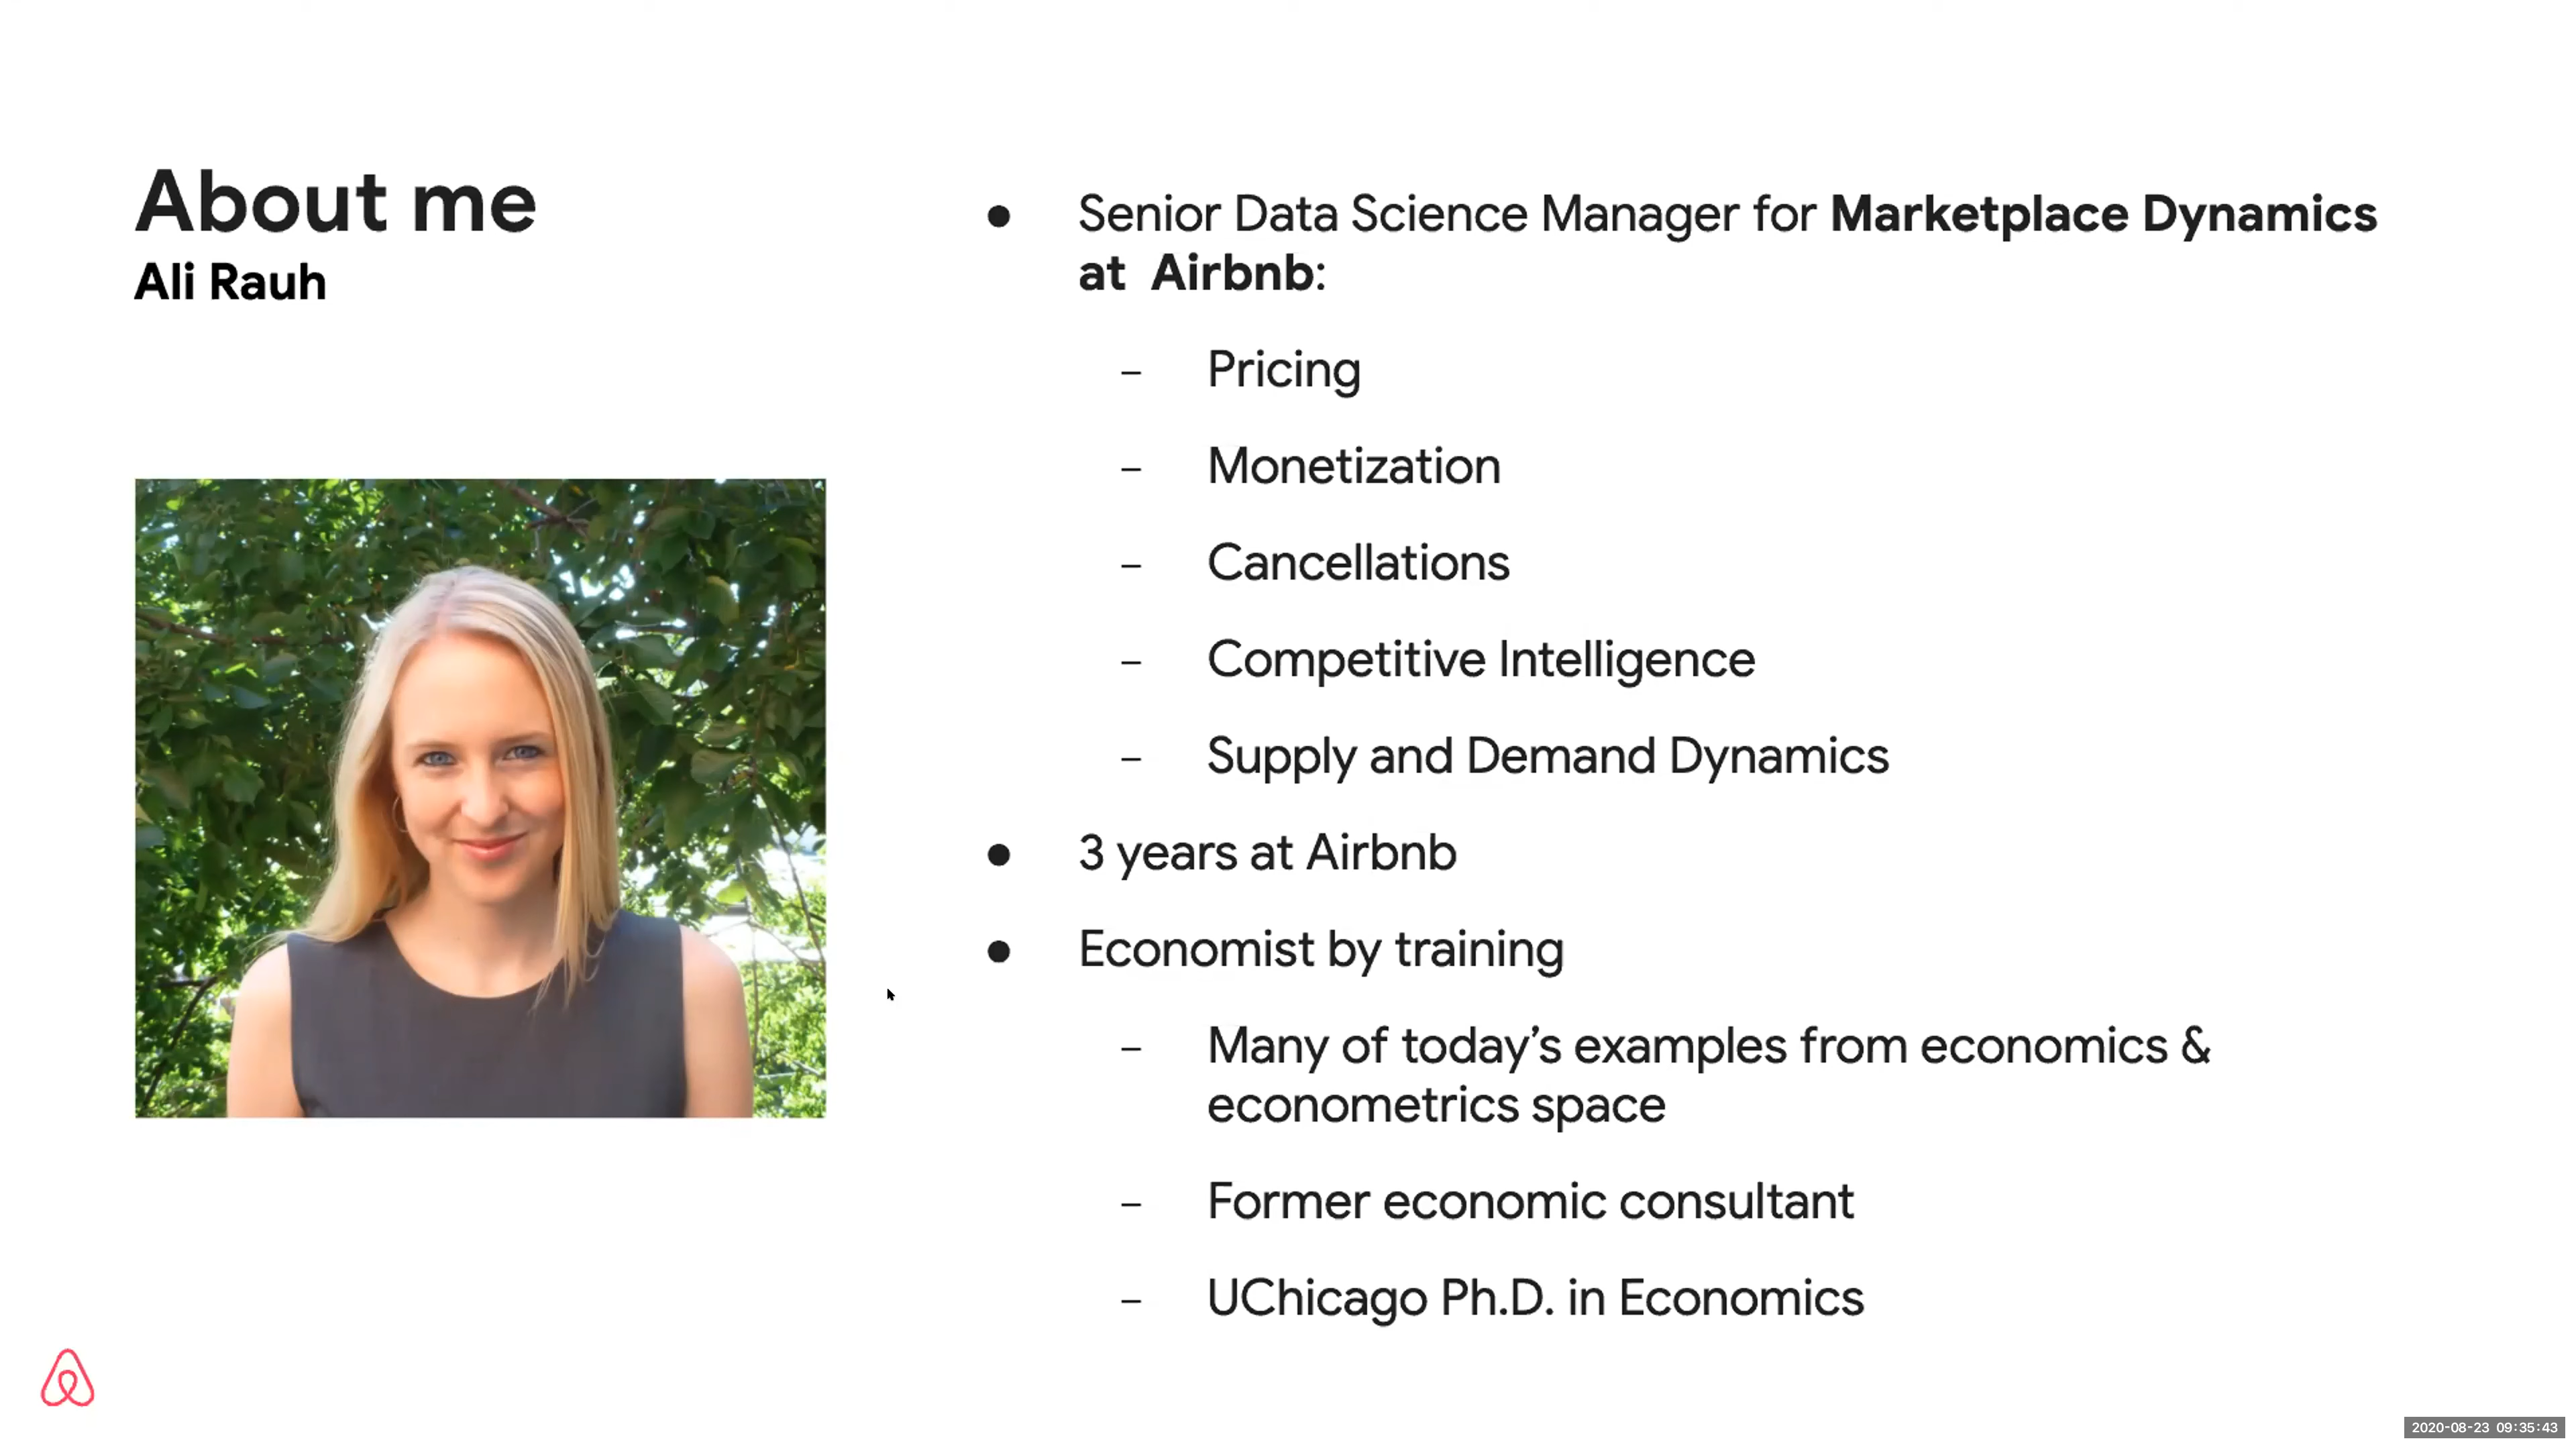 About me
Ali Rauh
● Senior Data Science Manager for Marketplace Dynamics
at Airbnb:
– Pricing
– Monetization
– Cancellations
– Competitive Intelligence
– Supply and Demand Dynamics
● 3 years at Airbnb
● Economist by training
– Many of today’s examples from economics &
econometrics space
– Former economic consultant
– UChicago Ph.D. in Economics
2020-08-23 09:35:43